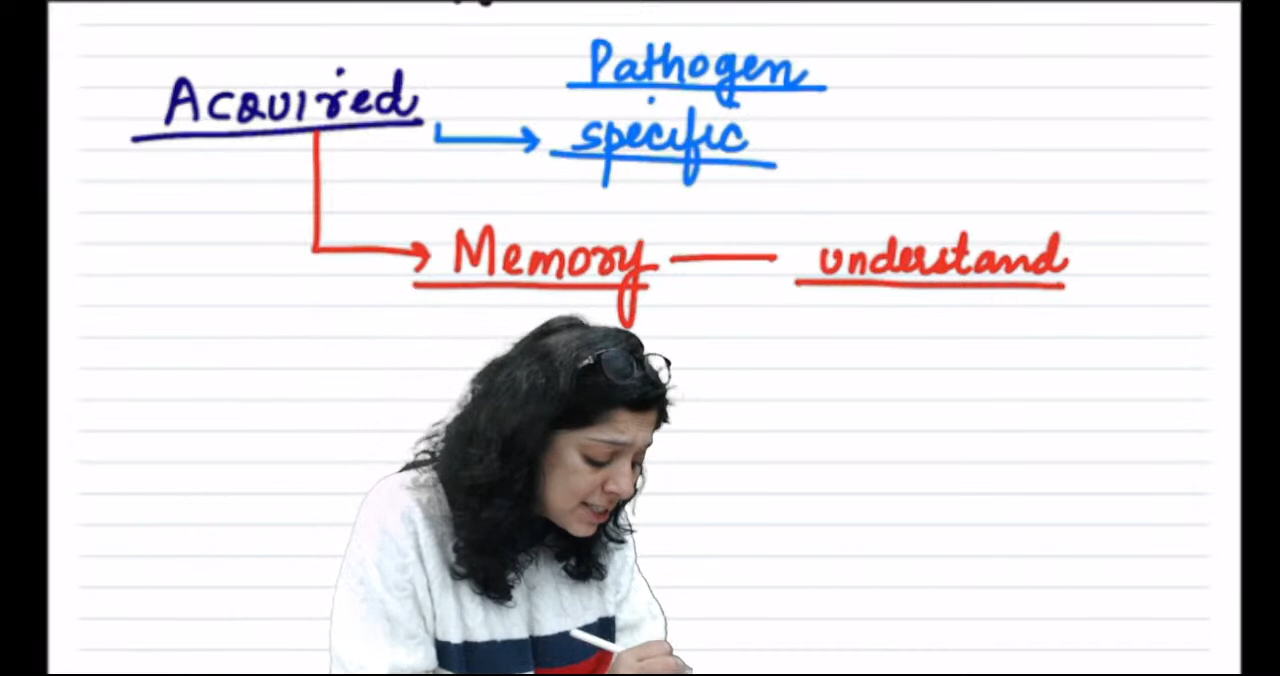 Pathogen
Acquired
specific
Memory — understand